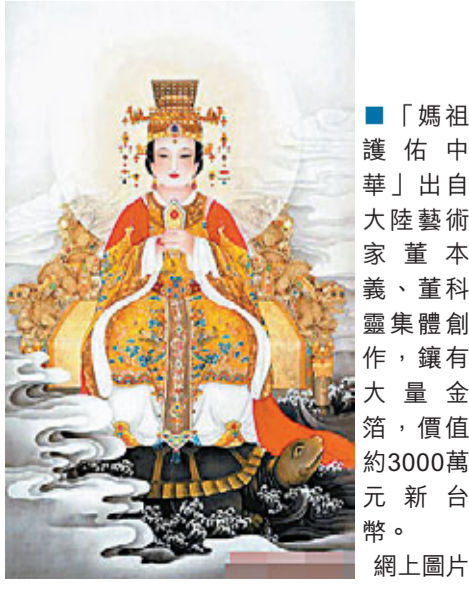 ■「媽祖
護佑中
華」出自
大陸藝術
家董本
義、董科
靈集體創
作，鑲有
大量金
箔，價值
約3000萬
元新台
幣。
網上圖片